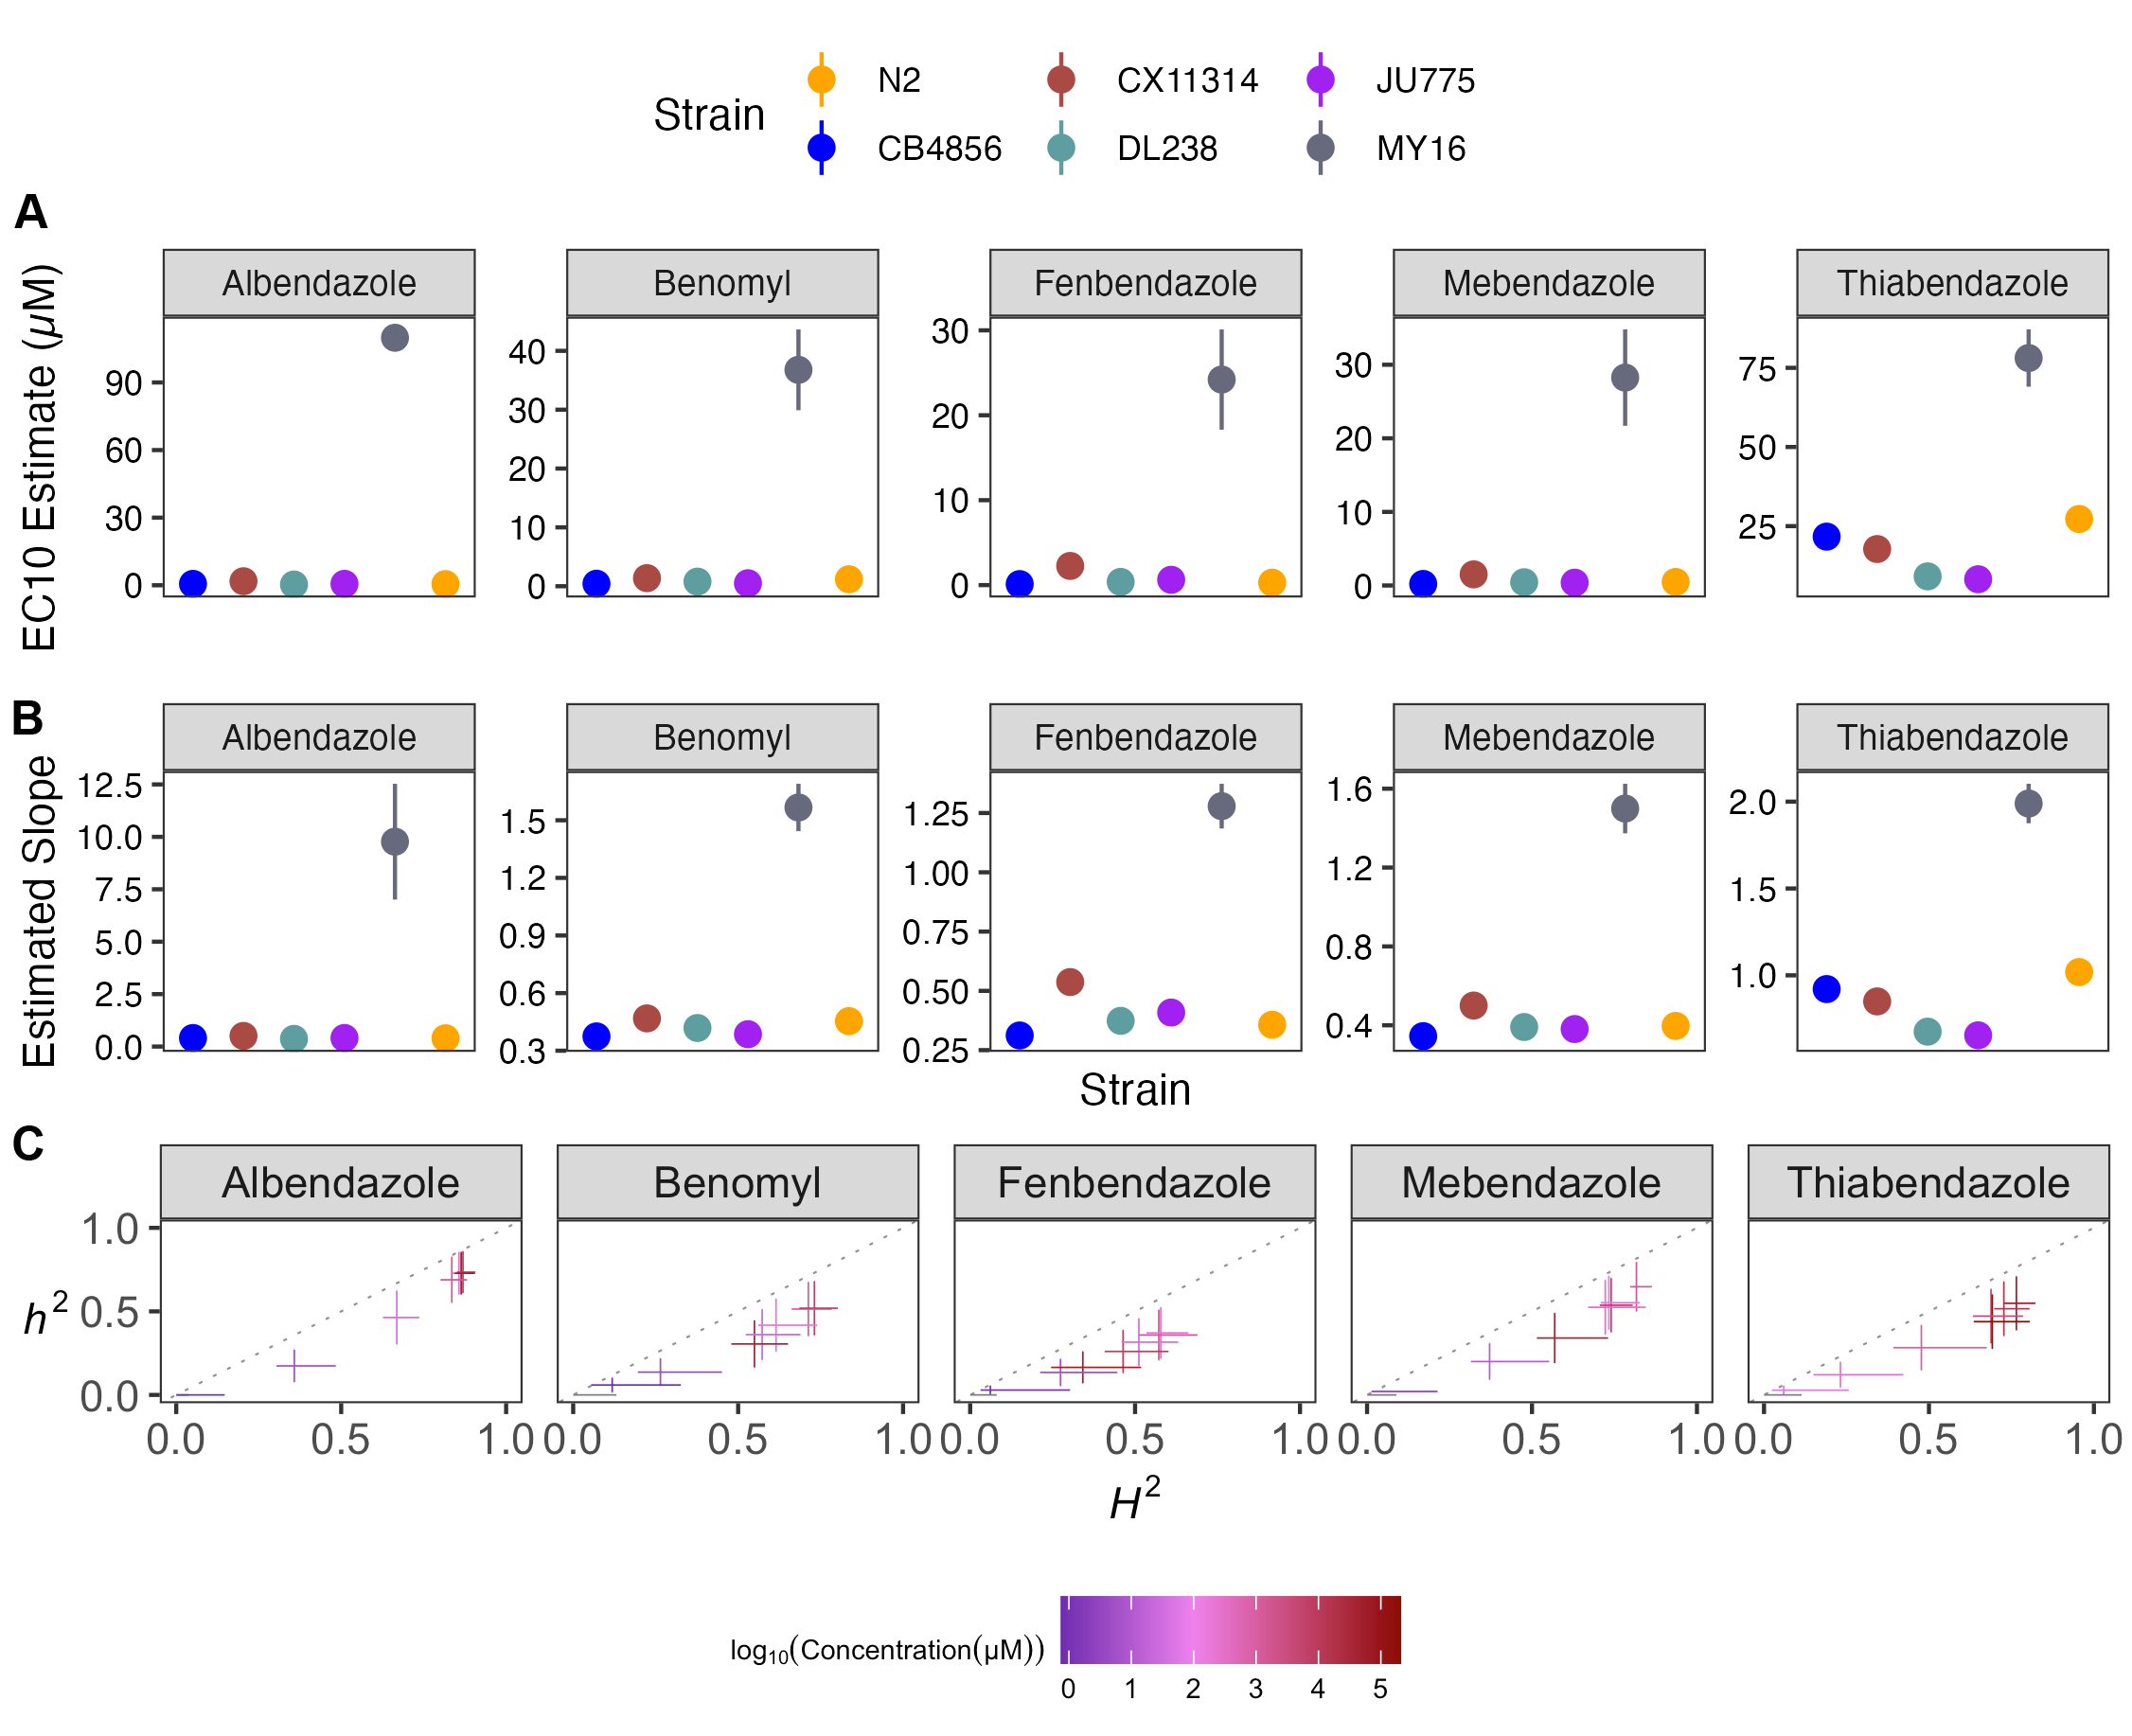 Strain
N2 CX11314 JU775
CB4856 DL238 MY16
A
EC10 Estimate (µM)
Albendazole Benomyl Fenbendazole Mebendazole Thiabendazole
90
60
30
0
40
30
20
10
0
30
20
10
0
30
20
10
0
75
50
25
B
Estimated Slope
Albendazole Benomyl Fenbendazole Mebendazole Thiabendazole
12.5
10.0
7.5
5.0
2.5
0.0
1.5
1.2
0.9
0.6
0.3
1.25
1.00
0.75
0.50
0.25
1.6
1.2
0.8
0.4
2.0
1.5
1.0
Strain
C
Albendazole Benomyl Fenbendazole Mebendazole Thiabendazole
h²
1.0
0.5
0.0
0.0 0.5 1.0 0.0 0.5 1.0 0.0 0.5 1.0 0.0 0.5 1.0 0.0 0.5 1.0
H²
log₁₀(Concentration(µM))
0 1 2 3 4 5